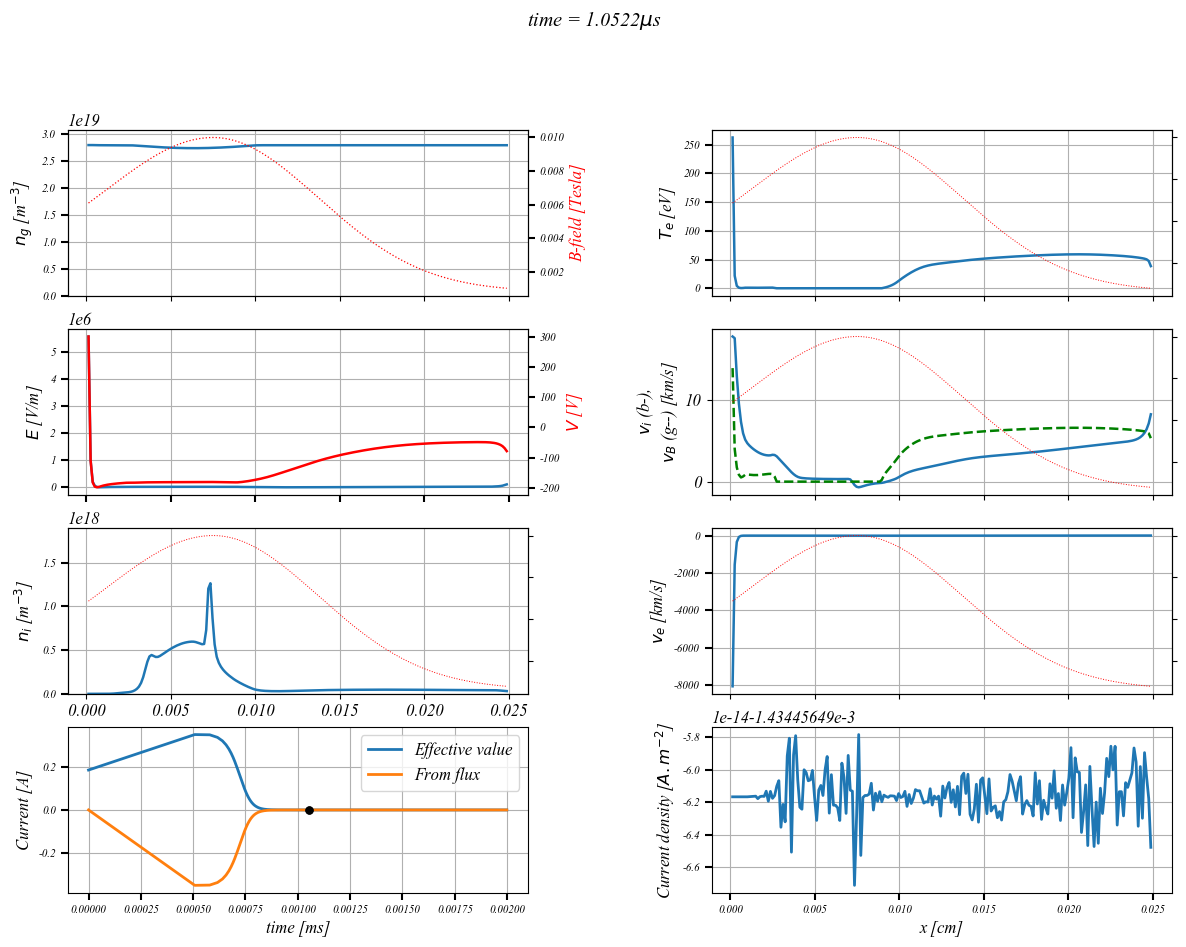 time = 1.0522μs
1e19
3.0
2.5
2.0
1.5
1.0
0.5
0.0
n_g [m^{-3}]
0.010
0.008
0.006
0.004
0.002
B-field [Tesla]
250
200
150
100
50
0
T_e [eV]
1e6
5
4
3
2
1
0
E [V/m]
300
200
100
0
-100
-200
V [V]
10
0
v_i (b-),
v_B (g--) [km/s]
1e18
1.5
1.0
0.5
0.0
n_i [m^{-3}]
0.000 0.005 0.010 0.015 0.020 0.025
0
-2000
-4000
-6000
-8000
v_e [km/s]
0.2
0.0
-0.2
Current [A]
Effective value
From flux
0.00000 0.00025 0.00050 0.00075 0.00100 0.00125 0.00150 0.00175 0.00200
time [ms]
1e-14-1.43445649e-3
-5.8
-6.0
-6.2
-6.4
-6.6
Current density [A.m^{-2}]
0.000 0.005 0.010 0.015 0.020 0.025
x [cm]